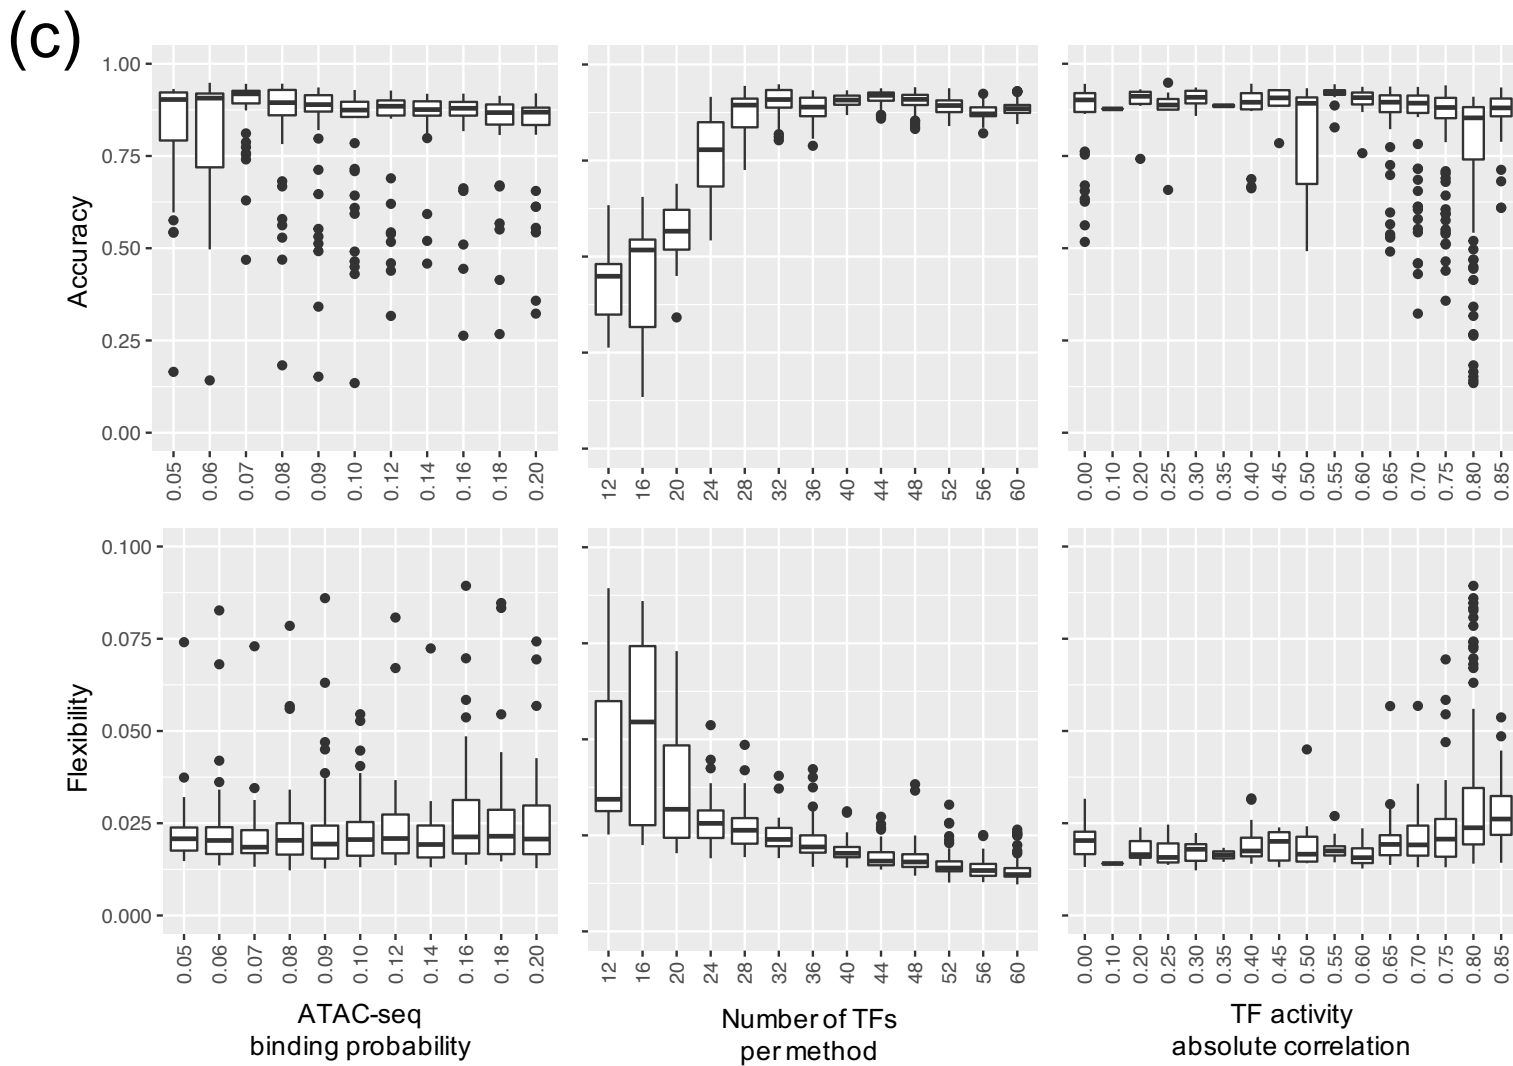 (c)
Accuracy
1.00
0.75
0.50
0.25
0.00
0.05 0.06 0.07 0.08 0.09 0.10 0.12 0.14 0.16 0.18 0.20
12 16 20 24 28 32 36 40 44 48 52 56 60
0.00 0.10 0.20 0.25 0.30 0.35 0.40 0.45 0.50 0.55 0.60 0.65 0.70 0.75 0.80 0.85
Flexibility
0.100
0.075
0.050
0.025
0.000
0.05 0.06 0.07 0.08 0.09 0.10 0.12 0.14 0.16 0.18 0.20
12 16 20 24 28 32 36 40 44 48 52 56 60
0.00 0.10 0.20 0.25 0.30 0.35 0.40 0.45 0.50 0.55 0.60 0.65 0.70 0.75 0.80 0.85
ATAC-seq
binding probability
Number of TFs
per method
TF activity
absolute correlation